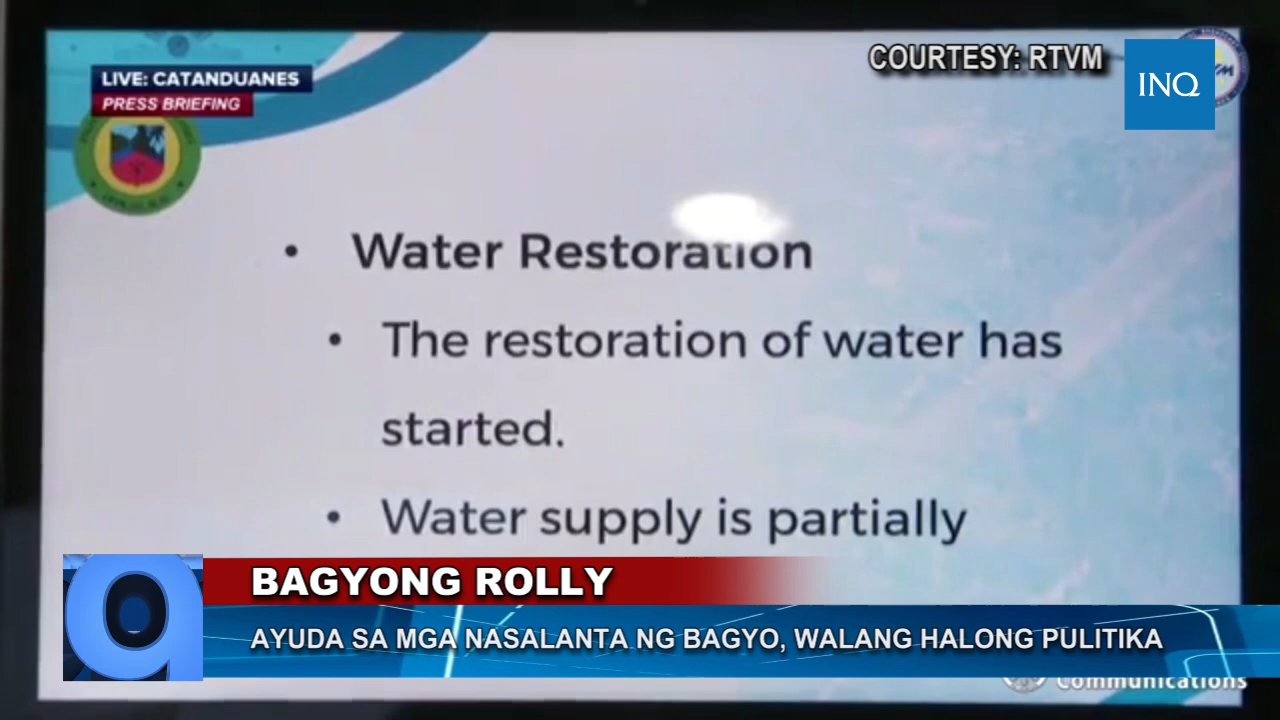 LIVE: CATANDUANES
PRESS BRIEFING
COURTESY: RTVM
INQ
• Water Restoration
• The restoration of water has
started.
• Water supply is partially
BAGYONG ROLLY
AYUDA SA MGA NASALANTA NG BAGYO, WALANG HALONG PULITIKA
Communications